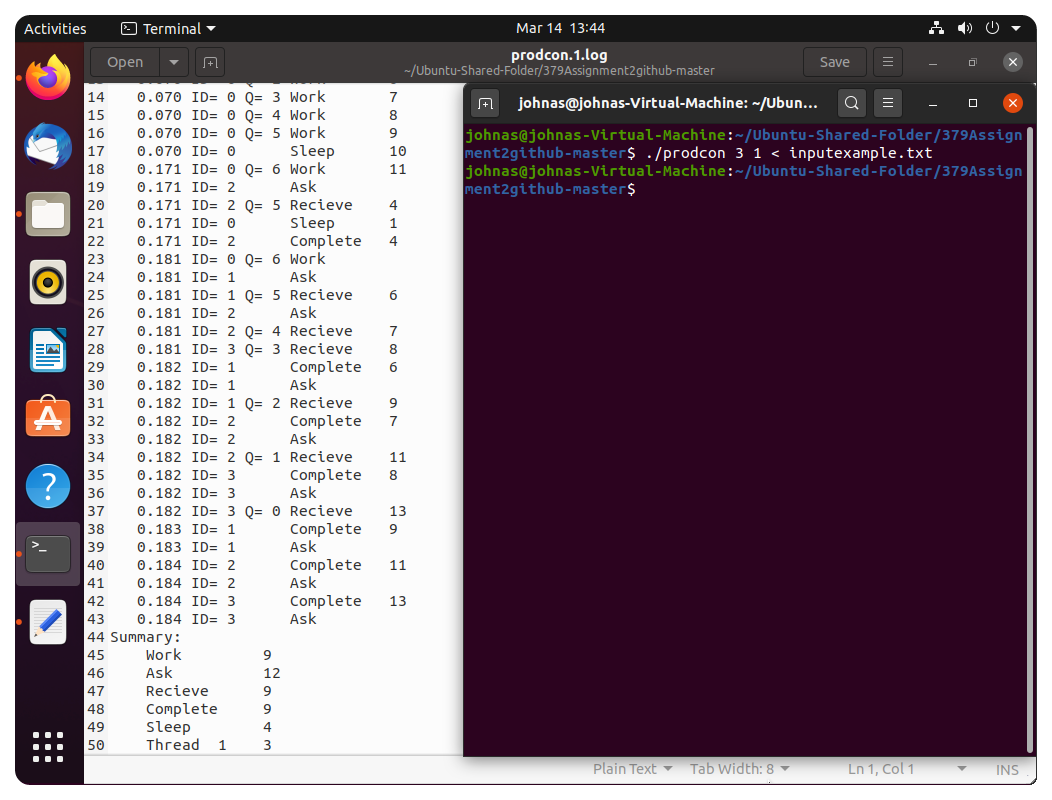 Activities
Terminal
Mar 14 13:44
Open
prodcon.1.log
~/Ubuntu-Shared-Folder/379Assignment2github-master
Save
14 0.070 ID= 0 Q= 3 Work 7
15 0.070 ID= 0 Q= 4 Work 8
16 0.070 ID= 0 Q= 5 Work 9
17 0.070 ID= 0 Sleep 10
18 0.171 ID= 0 Q= 6 Work 11
19 0.171 ID= 2 Ask
20 0.171 ID= 2 Q= 5 Recieve 4
21 0.171 ID= 0 Sleep 1
22 0.171 ID= 2 Complete 4
23 0.181 ID= 0 Q= 6 Work
24 0.181 ID= 1 Ask
25 0.181 ID= 1 Q= 5 Recieve 6
26 0.181 ID= 2 Ask
27 0.181 ID= 2 Q= 4 Recieve 7
28 0.181 ID= 3 Q= 3 Recieve 8
29 0.182 ID= 1 Complete 6
30 0.182 ID= 1 Ask
31 0.182 ID= 1 Q= 2 Recieve 9
32 0.182 ID= 2 Complete 7
33 0.182 ID= 2 Ask
34 0.182 ID= 2 Q= 1 Recieve 11
35 0.182 ID= 3 Complete 8
36 0.182 ID= 3 Ask
37 0.182 ID= 3 Q= 0 Recieve 13
38 0.183 ID= 1 Complete 9
39 0.183 ID= 1 Ask
40 0.184 ID= 2 Complete 11
41 0.184 ID= 2 Ask
42 0.184 ID= 3 Complete 13
43 0.184 ID= 3 Ask
44 Summary:
45 Work 9
46 Ask 12
47 Recieve 9
48 Complete 9
49 Sleep 4
50 Thread 1 3
johnas@johnas-Virtual-Machine: ~/Ubun...
johnas@johnas-Virtual-Machine:~/Ubuntu-Shared-Folder/379Assign
ment2github-master$ ./prodcon 3 1 < inputexample.txt
johnas@johnas-Virtual-Machine:~/Ubuntu-Shared-Folder/379Assign
ment2github-master$
Plain Text
Tab Width: 8
Ln 1, Col 1
INS